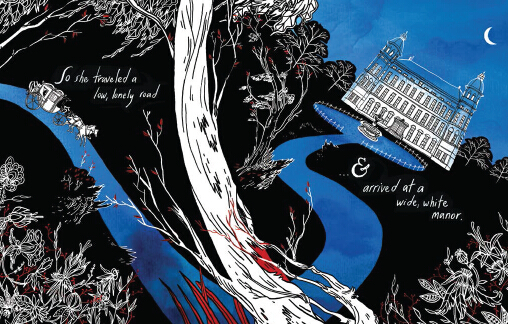 So she traveled a
low, lonely road
&
arrived at a
wide, white
manor.